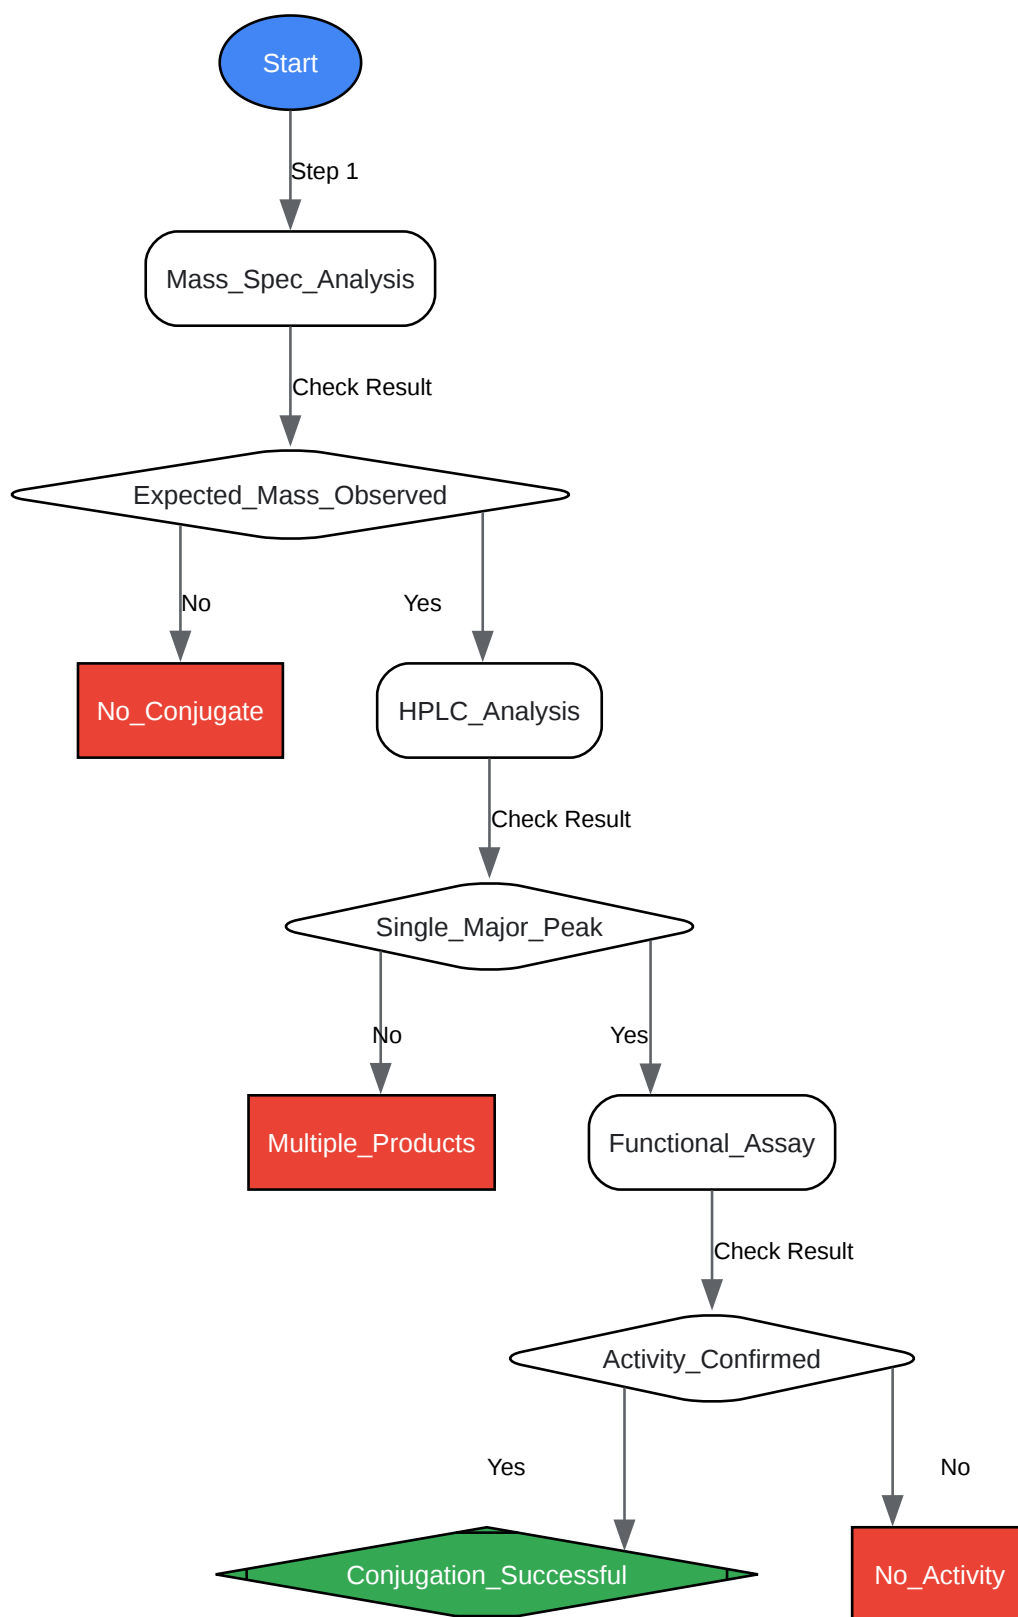 Start
Step 1
Mass_Spec_Analysis
Check Result
Expected_Mass_Observed
No
Yes
No_Conjugate
HPLC_Analysis
Check Result
Single_Major_Peak
No
Yes
Multiple_Products
Functional_Assay
Check Result
Activity_Confirmed
Yes
No
Conjugation_Successful
No_Activity